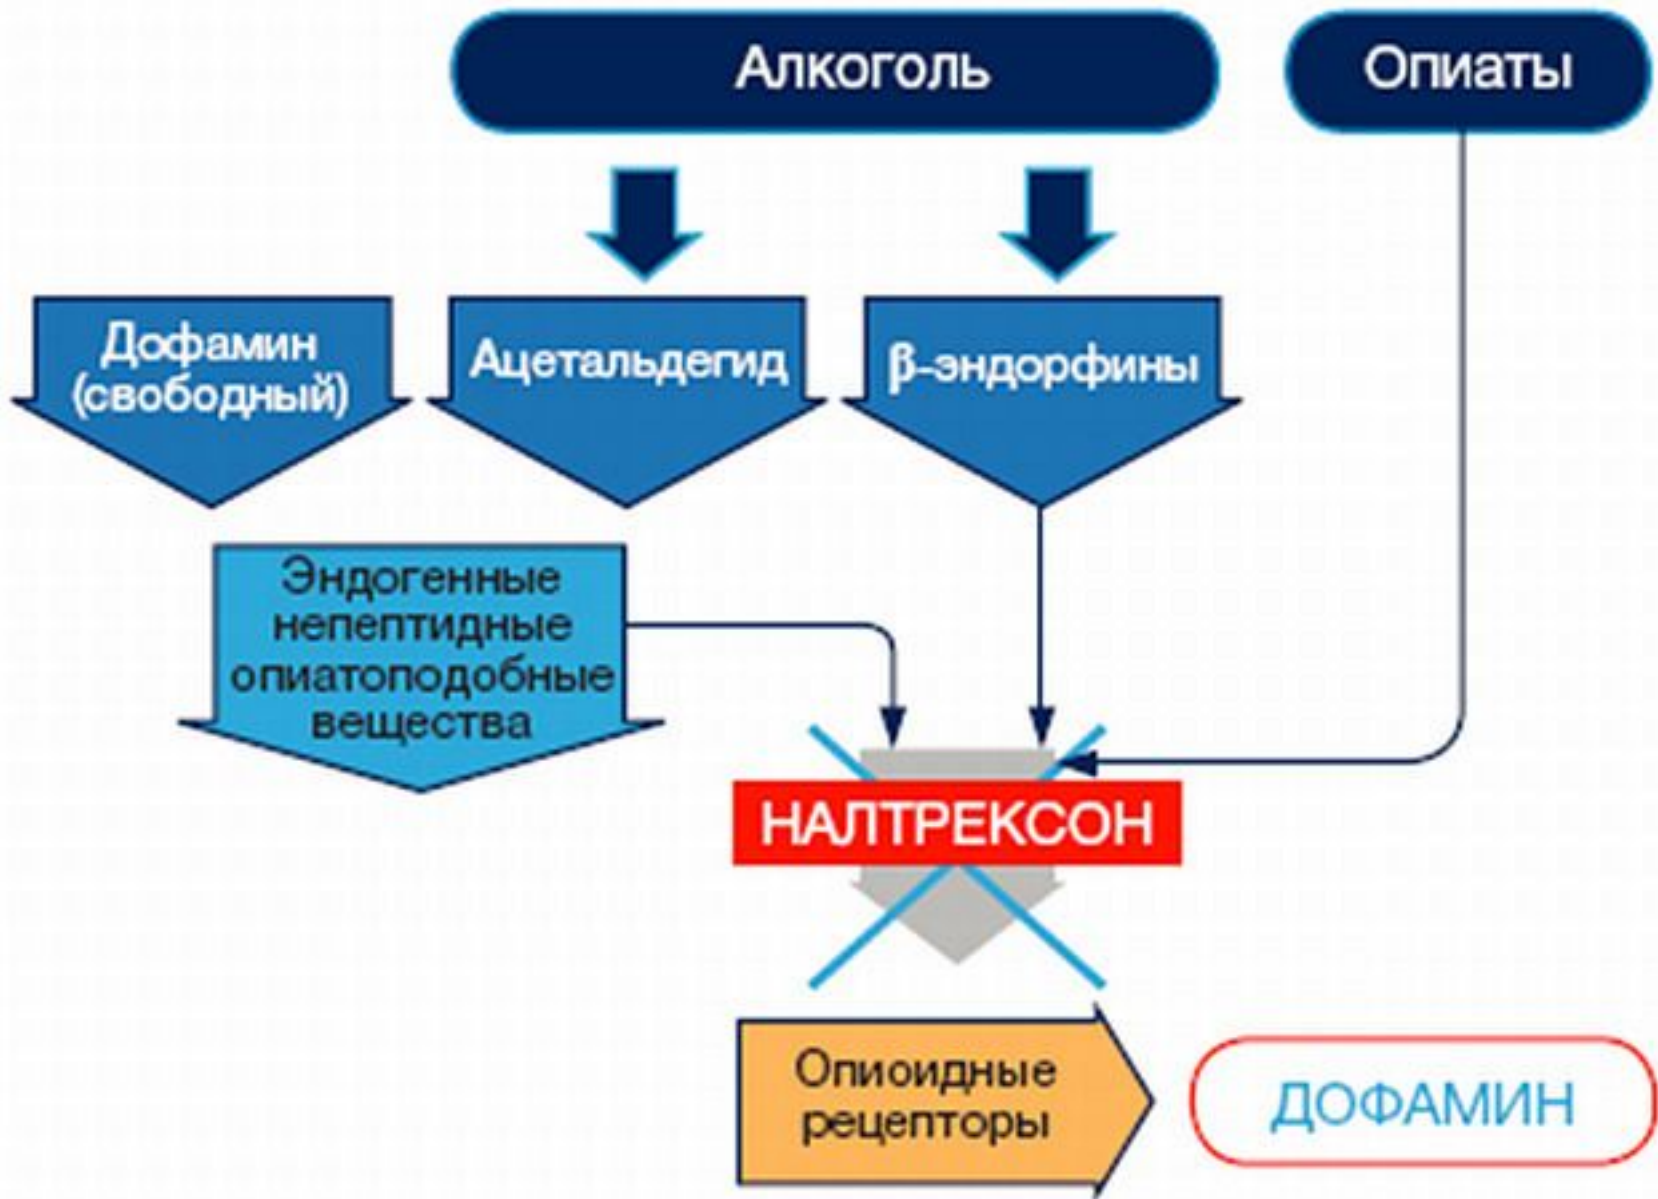 Алкоголь
Опиаты
Дофамин
(свободный)
Ацетальдегид
β-эндорфины
Эндогенные
непептидные
опиатоподобные
вещества
НАЛТРЕКСОН
Опиоидные
рецепторы
ДОФАМИН